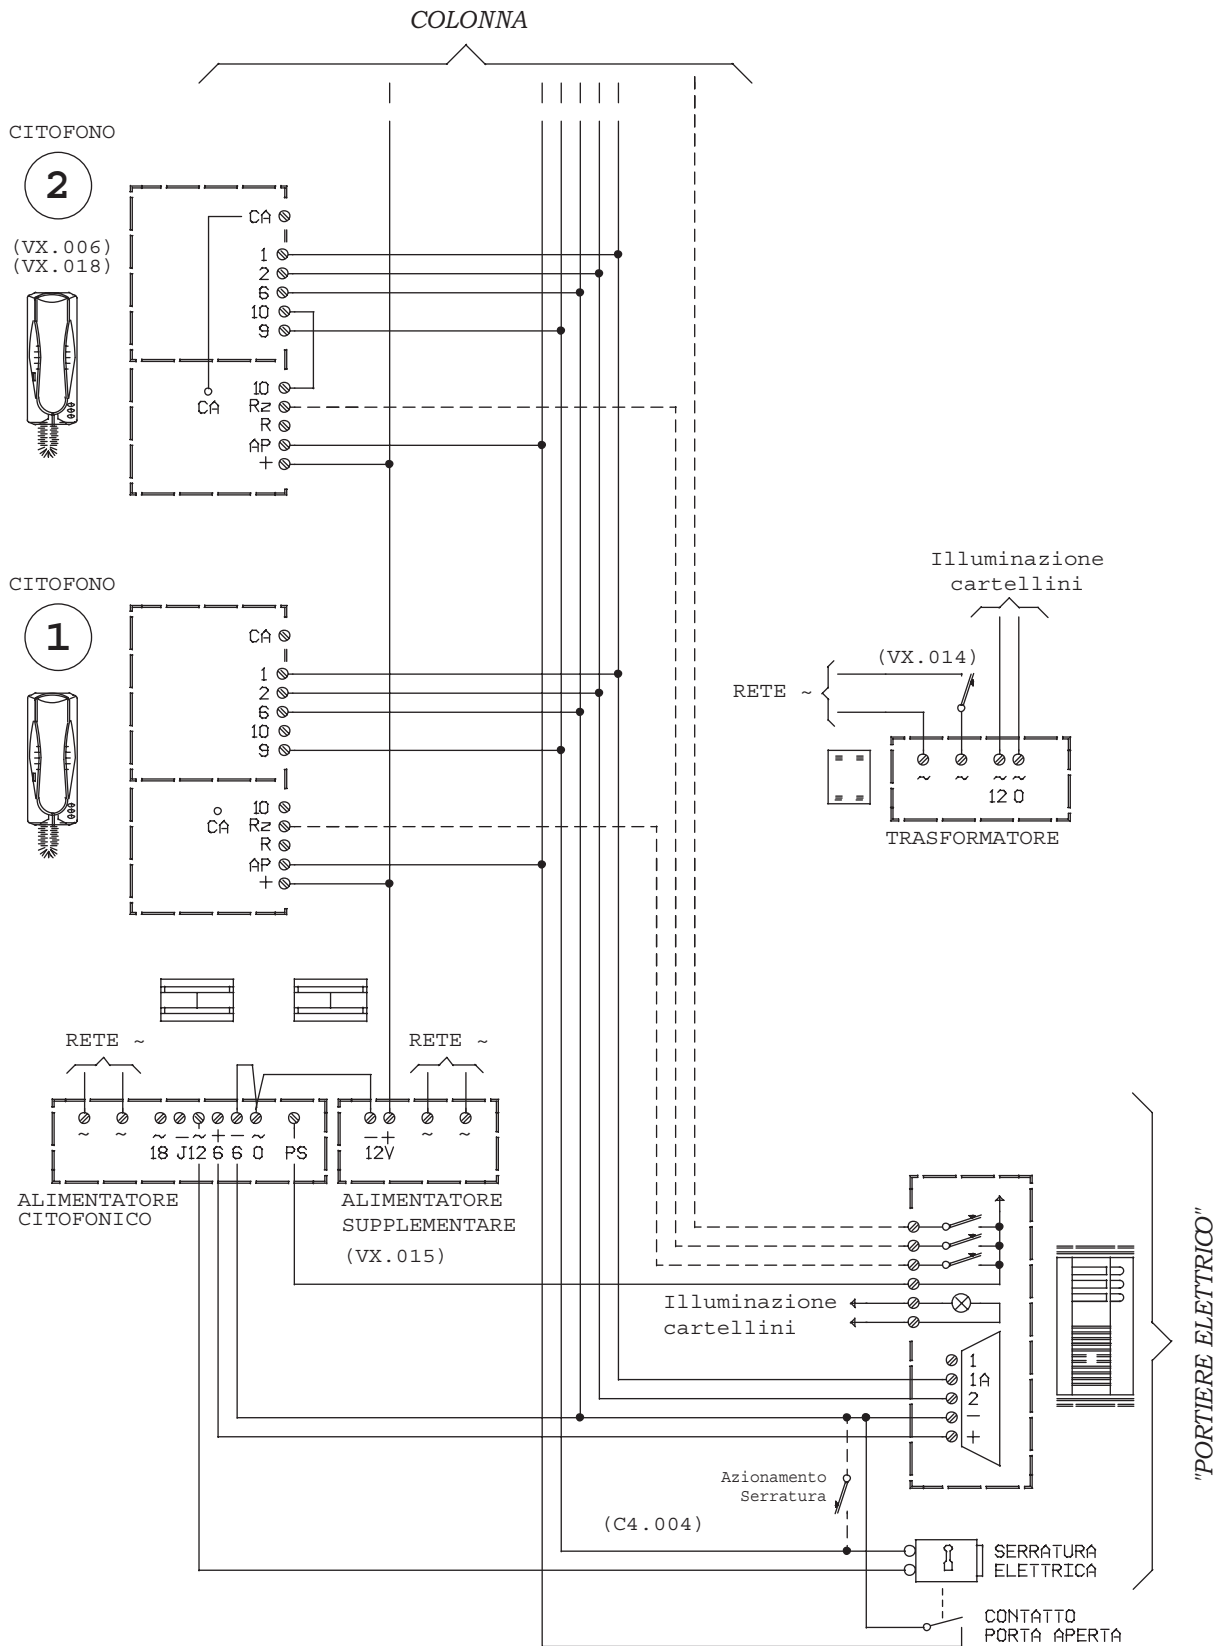 COLONNA
CITOFONO
2
(VX.006)
(VX.018)
CA
1
2
6
10
9
CA
10
Rz
R
AP
+
CITOFONO
1
CA
1
2
6
10
9
CA
10
Rz
R
AP
+
Illuminazione
cartellini
(VX.014)
RETE ~
~ ~ ~ ~
12 0
TRASFORMATORE
RETE ~
RETE ~
~ ~ ~ - ~ + - ~
18 J 12 6 6 0 PS
- +
12V
~ ~
ALIMENTATORE
CITOFONICO
ALIMENTATORE
SUPPLEMENTARE
(VX.015)
Illuminazione
cartellini
1
1A
2
-
+
"PORTIERE ELETTRICO"
Azionamento
Serratura
(C4.004)
SERRATURA
ELETTRICA
CONTATTO
PORTA APERTA